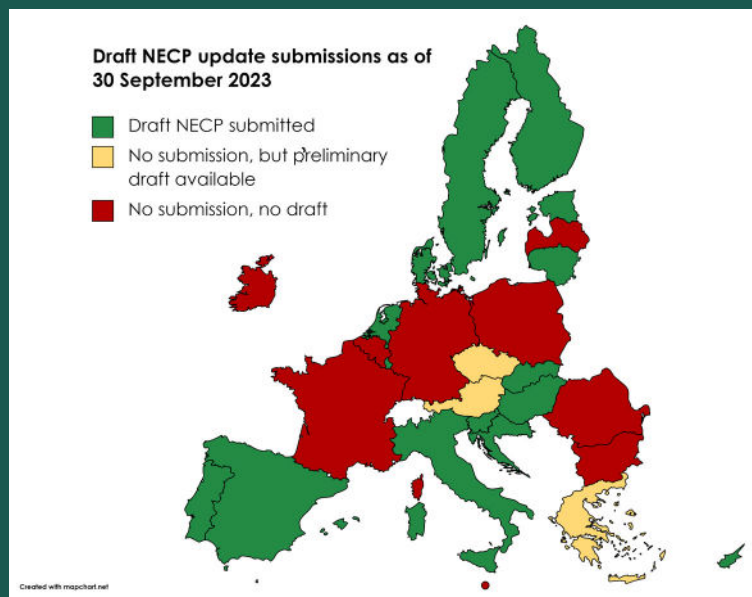 Draft NECP update submissions as of
30 September 2023
Draft NECP submitted
No submission, but preliminary
draft available
No submission, no draft
Created with mapchart.net